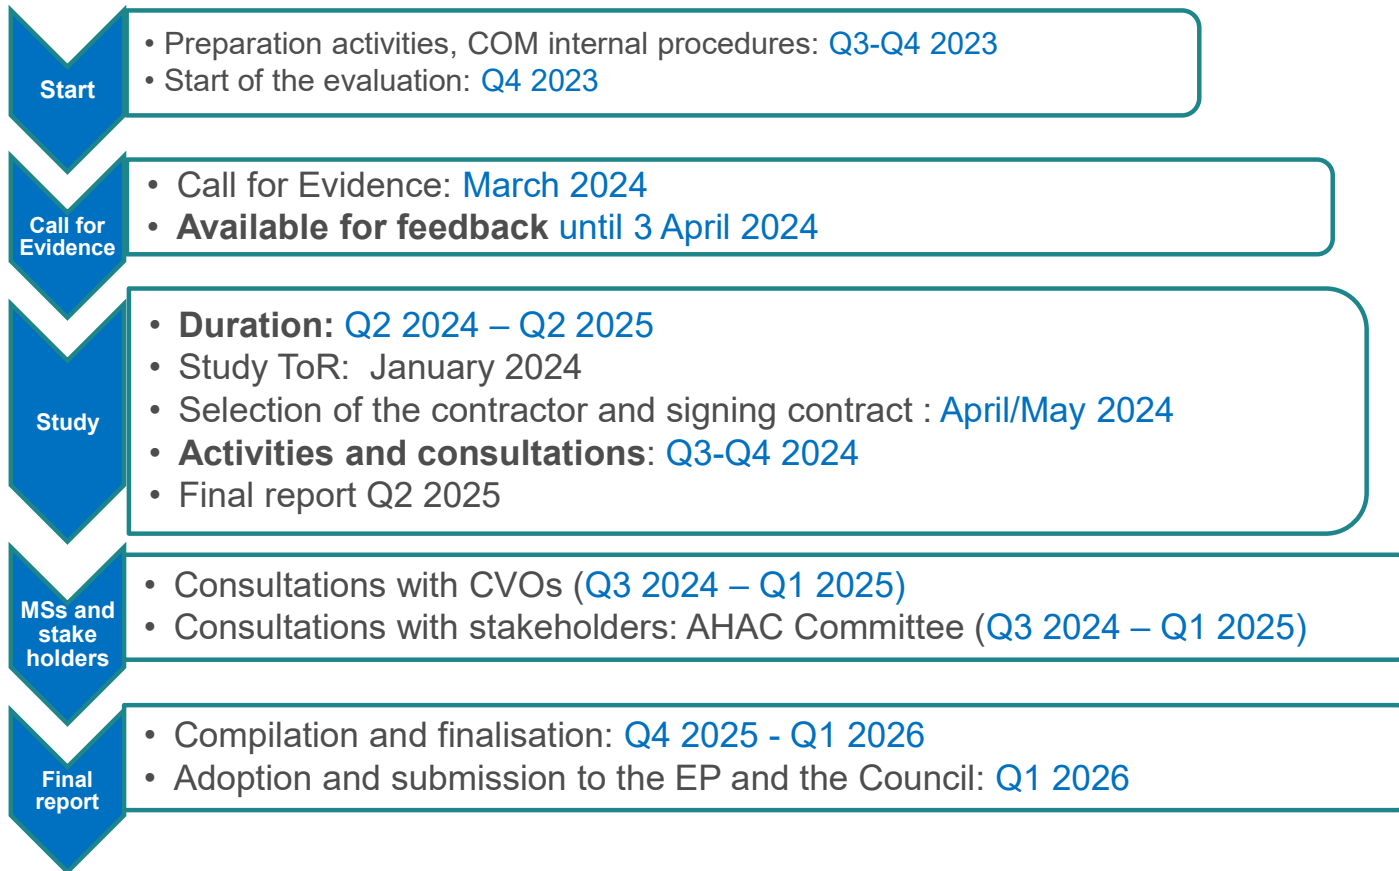 Start
• Preparation activities, COM internal procedures: Q3-Q4 2023
• Start of the evaluation: Q4 2023
Call for
Evidence
• Call for Evidence: March 2024
• Available for feedback until 3 April 2024
Study
• Duration: Q2 2024 – Q2 2025
• Study ToR: January 2024
• Selection of the contractor and signing contract : April/May 2024
• Activities and consultations: Q3-Q4 2024
• Final report Q2 2025
MSs and
stake
holders
• Consultations with CVOs (Q3 2024 – Q1 2025)
• Consultations with stakeholders: AHAC Committee (Q3 2024 – Q1 2025)
Final
report
• Compilation and finalisation: Q4 2025 - Q1 2026
• Adoption and submission to the EP and the Council: Q1 2026